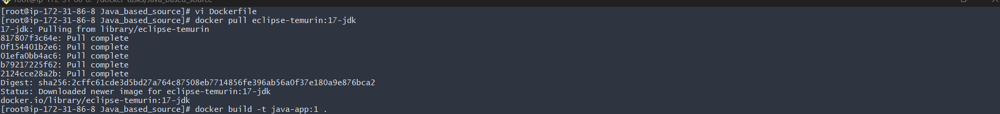 [root@ip-172-31-86-8 Java_based_source]# vi Dockerfile
[root@ip-172-31-86-8 Java_based_source]# docker pull eclipse-temurin:17-jdk
17-jdk: Pulling from library/eclipse-temurin
817807f3c64e: Pull complete
0f154401b2e6: Pull complete
01efa0bb4ac6: Pull complete
b79217225f62: Pull complete
2124cce28a2b: Pull complete
Digest: sha256:2cffc61cde3d5bd27a764c87508eb7714856fe396ab56a0f37e180a9e876bca2
Status: Downloaded newer image for eclipse-temurin:17-jdk
docker.io/library/eclipse-temurin:17-jdk
[root@ip-172-31-86-8 Java_based_source]# docker build -t java-app:1 .